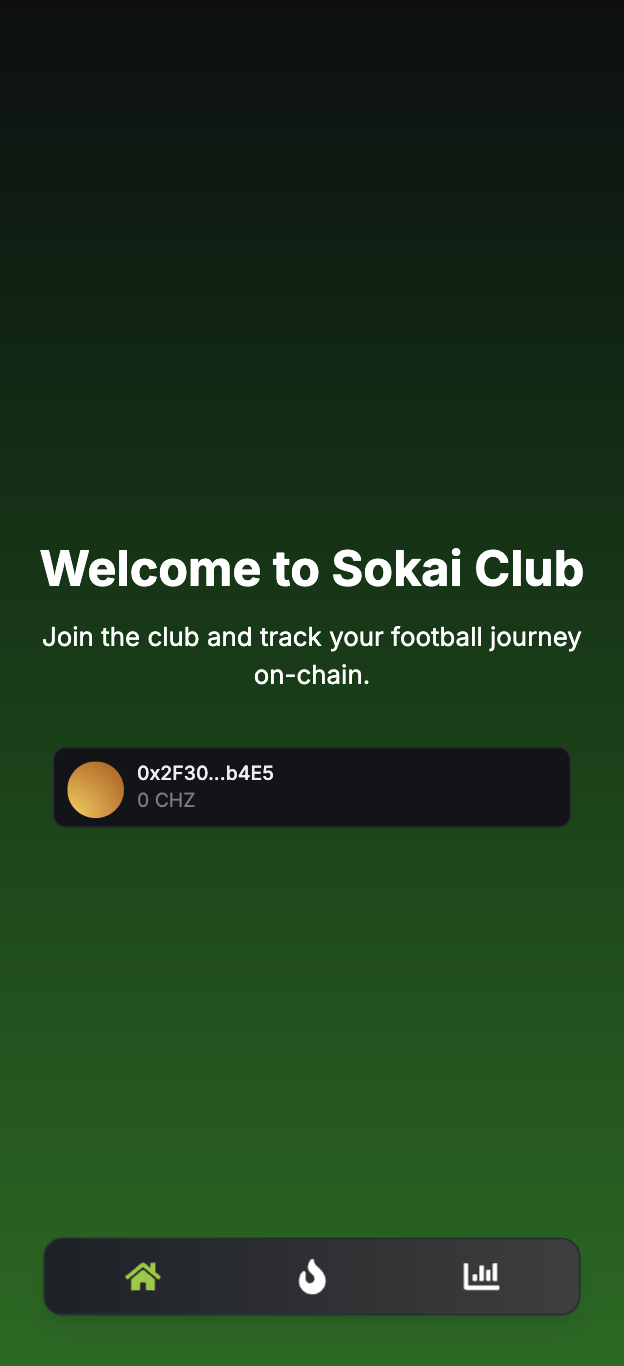 Welcome to Sokai Club
Join the club and track your football journey
on-chain.
0x2F30...b4E5
0 CHZ